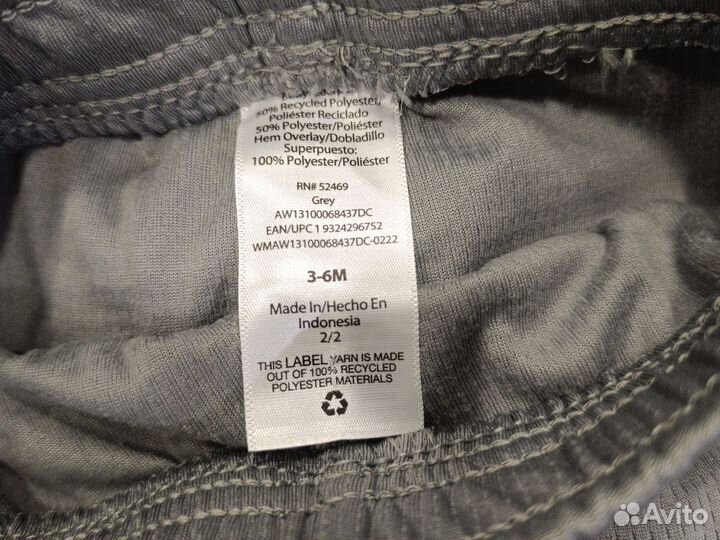 50% Recycled Polyester/
Poliéster Reciclado
50% Polyester/Poliéster
Hem Overlay/Dobladillo
Superpuesto:
100% Polyester/Poliéster
RN# 52469
Grey
AW13100068437DC
EAN/UPC 1 9324296752
WMAW13100068437DC-0222
3-6M
Made In/Hecho En
Indonesia
2/2
THIS LABEL YARN IS MADE
OUT OF 100% RECYCLED
POLYESTER MATERIALS
Avito